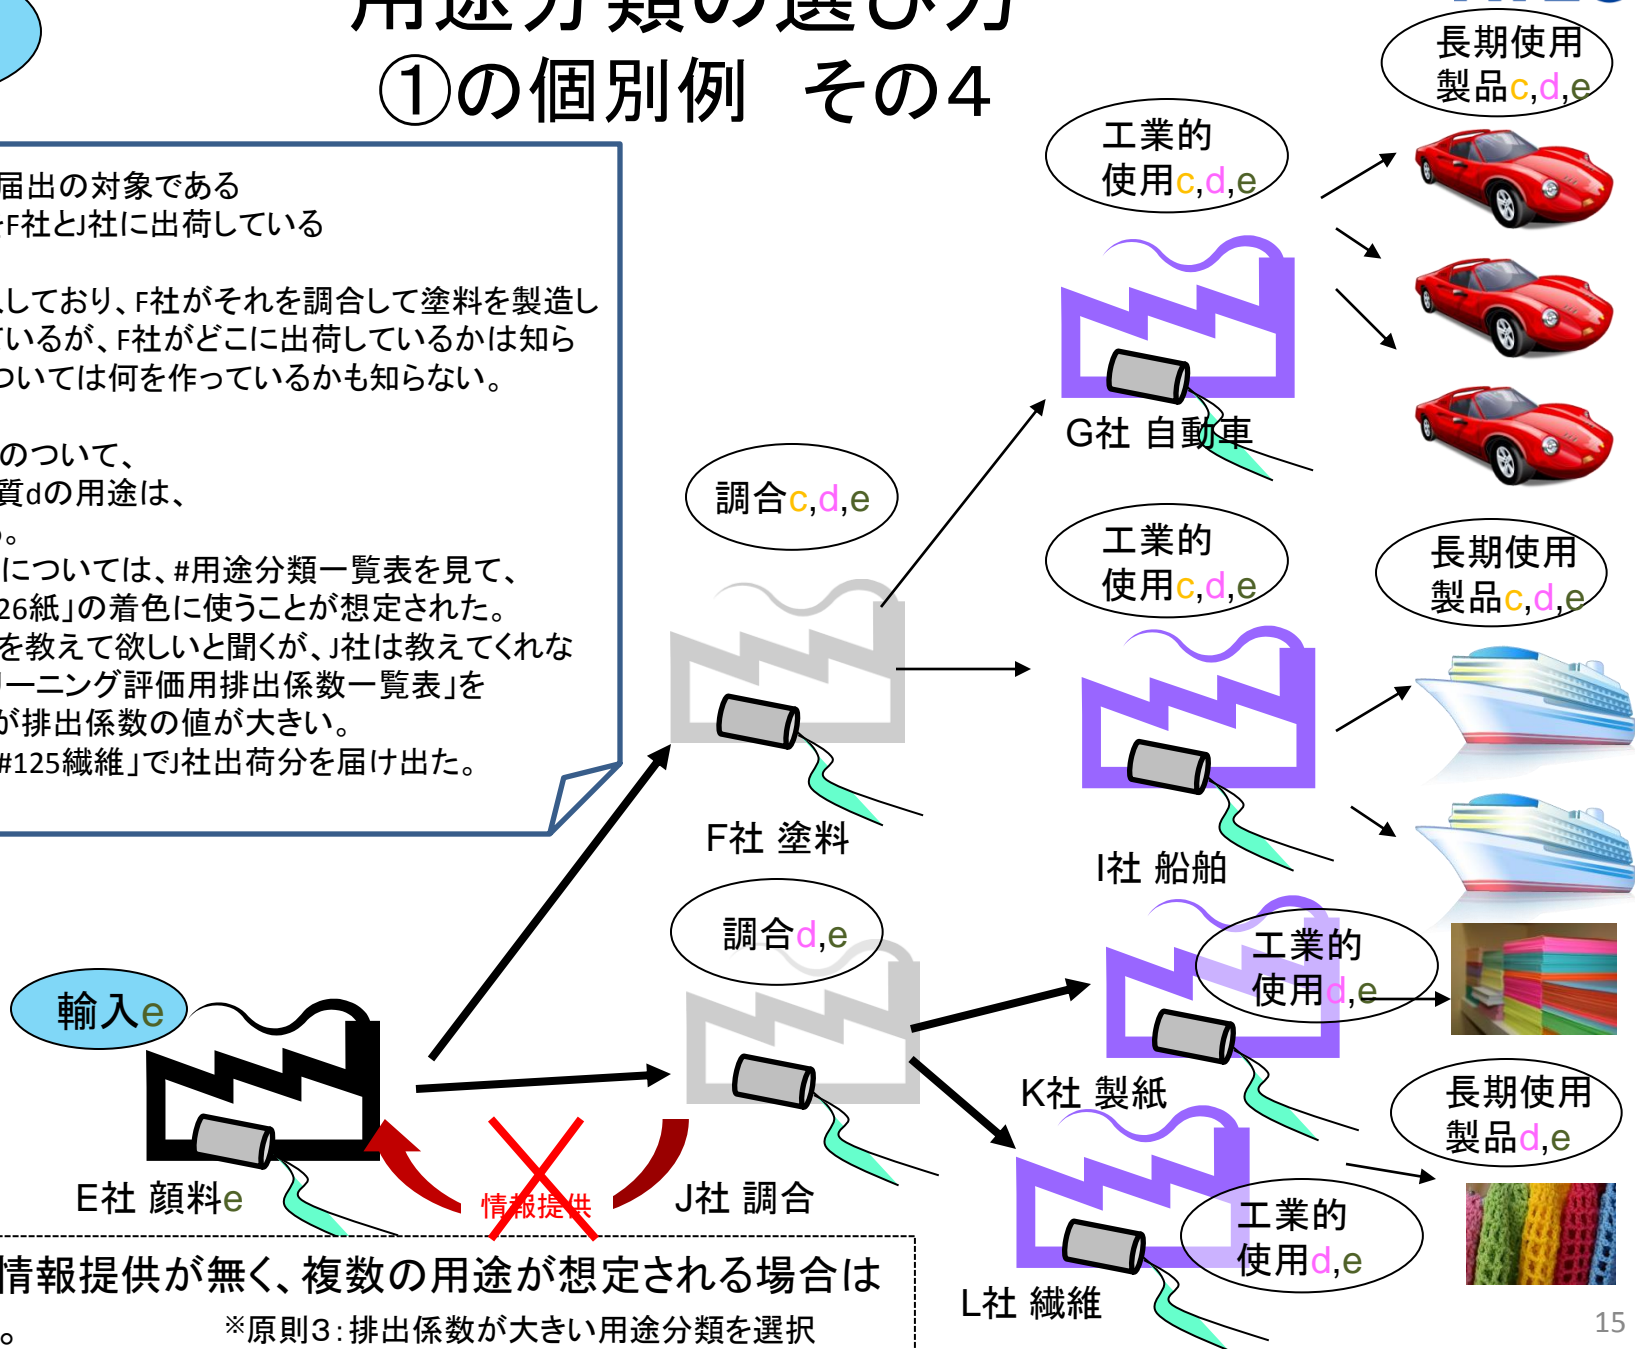 用途分類の選び方
①の個別例　その4
届出の対象である
F社とJ社に出荷している
しており、F社がそれを調合して塗料を製造し
いるが、F社がどこに出荷しているかは知ら
ついては何を作っているかも知らない。
のついて、
質dの用途は、
。
については、#用途分類一覧表を見て、
26紙」の着色に使うことが想定された。
を教えて欲しいと聞くが、J社は教えてくれな
リーニング評価用排出係数一覧表」を
が排出係数の値が大きい。
#125繊維」でJ社出荷分を届け出た。
長期使用
製品c,d,e
工業的
使用c,d,e
G社 自動車
調合c,d,e
工業的
使用c,d,e
長期使用
製品c,d,e
F社 塗料
I社 船舶
調合d,e
工業的
使用d,e
輸入e
K社 製紙
長期使用
製品d,e
E社 顔料e
情報提供
J社 調合
工業的
使用d,e
L社 繊維
情報提供が無く、複数の用途が想定される場合は
。
※原則3：排出係数が大きい用途分類を選択
15